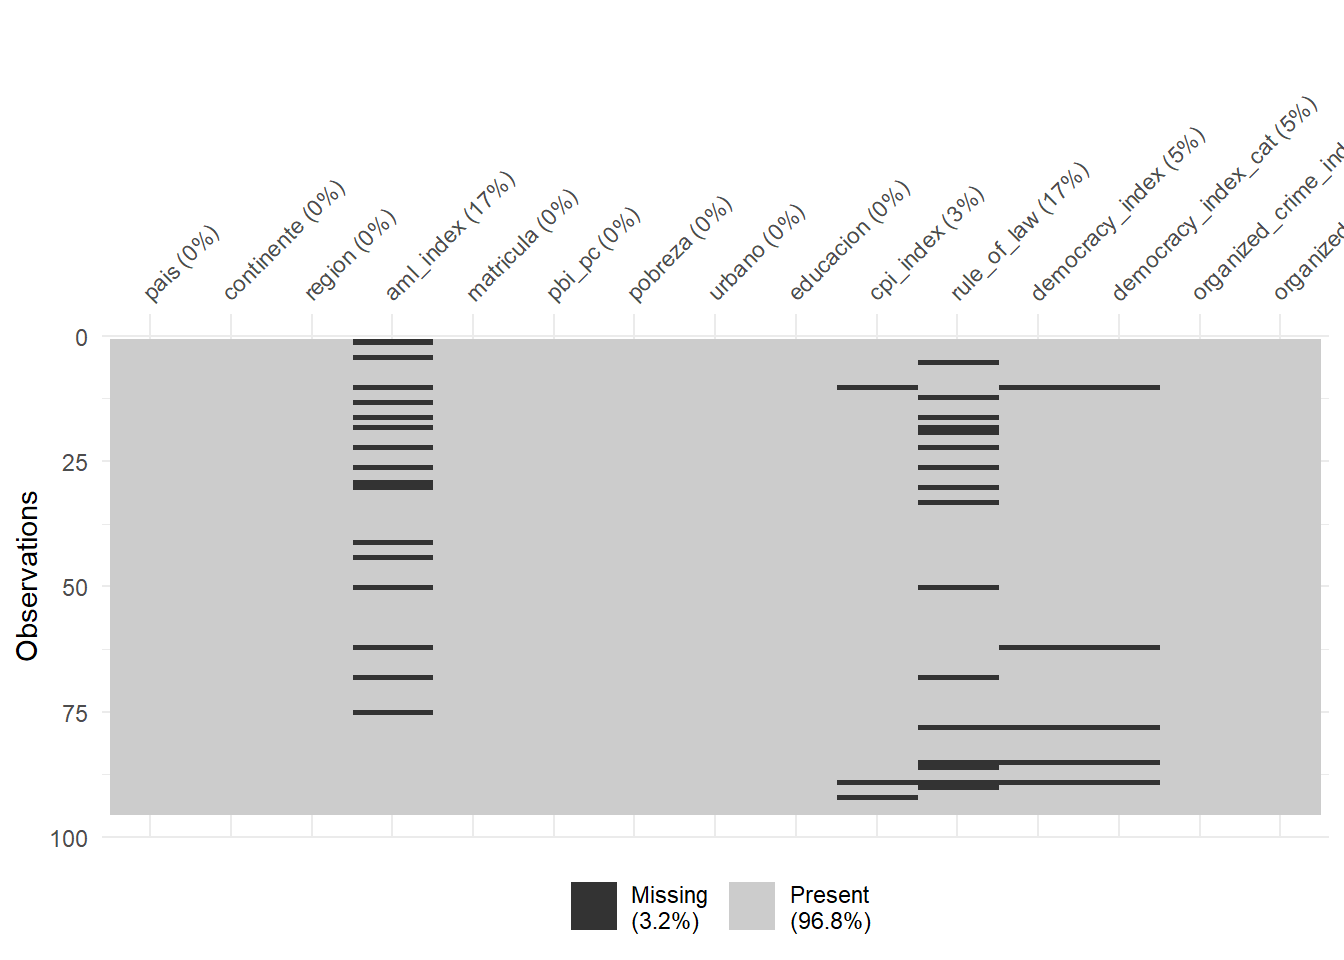 pais (0%)
continente (0%)
region (0%)
aml_index (17%)
matricula (0%)
pbi_pc (0%)
pobreza (0%)
urbano (0%)
educacion (0%)
cpi_index (3%)
rule_of_law (17%)
democracy_index (5%)
democracy_index_cat (5%)
organized_crime_ind
organized
0
25
50
75
100
Observations
Missing
(3.2%)
Present
(96.8%)